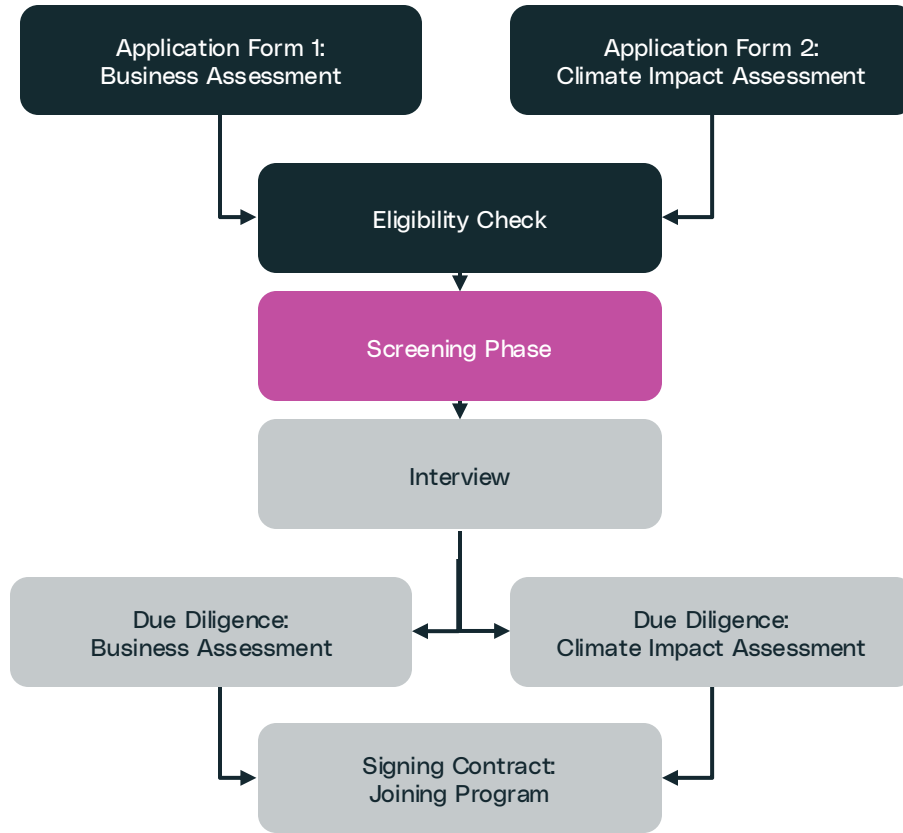 Application Form 1:
Business Assessment
Application Form 2:
Climate Impact Assessment
Eligibility Check
Screening Phase
Interview
Due Diligence:
Business Assessment
Due Diligence:
Climate Impact Assessment
Signing Contract:
Joining Program